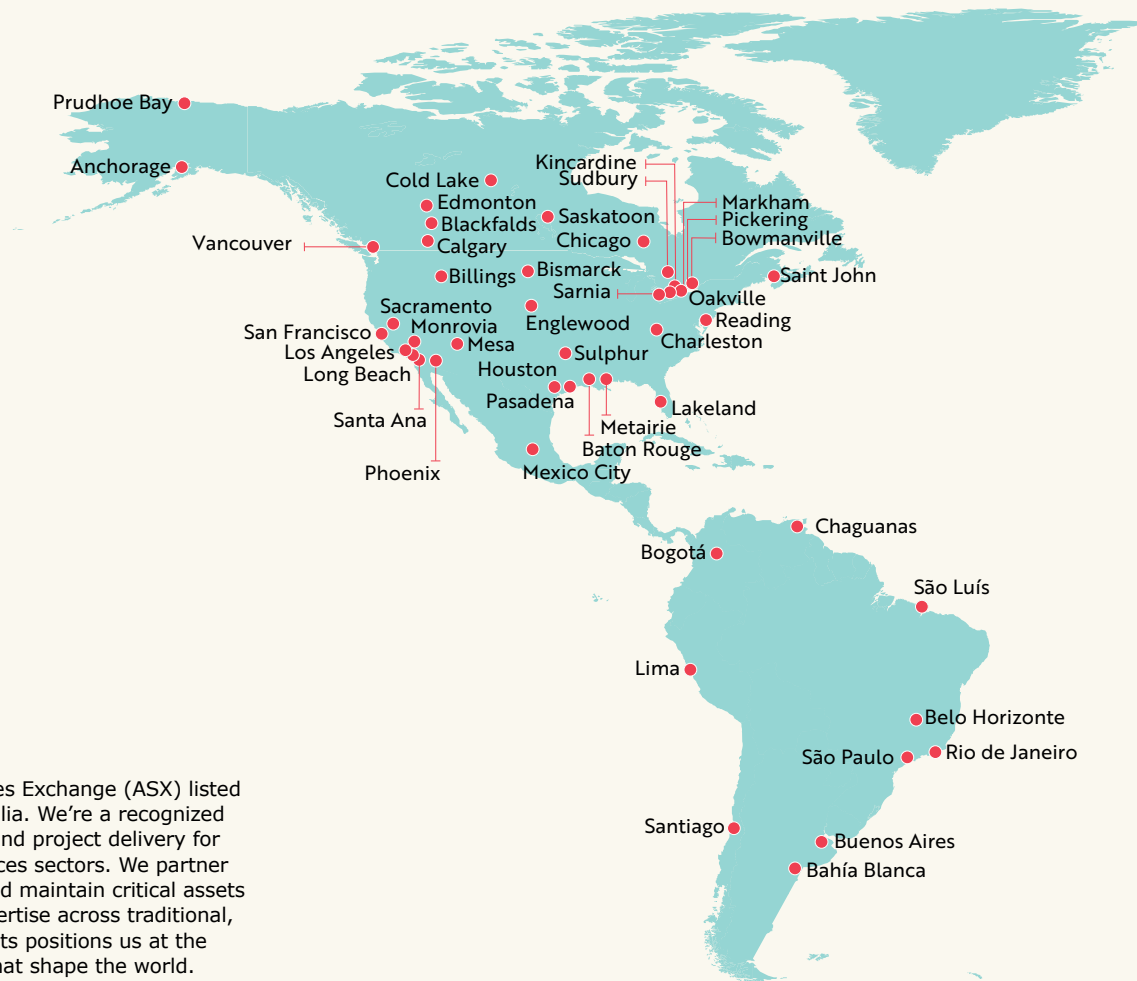 Prudhoe Bay
Anchorage
Kincardine
Sudbury
Cold Lake
Edmonton
Markham
Saskatoon
Pickering
Blackfalds
Vancouver
Chicago
Bowmanville
Calgary
Billings
Bismarck
Saint John
Sarnia
Oakville
Sacramento
Englewood
Reading
San Francisco
Monrovia
Charleston
Los Angeles
Mesa
Sulphur
Long Beach
Houston
Pasadena
Lakeland
Santa Ana
Metairie
Baton Rouge
Phoenix
Mexico City
Chaguanas
Bogotá
São Luís
Lima
Belo Horizonte
São Paulo
Rio de Janeiro
Santiago
Buenos Aires
Bahía Blanca
es Exchange (ASX) listed
lia. We’re a recognized
nd project delivery for
ces sectors. We partner
d maintain critical assets
ertise across traditional,
ts positions us at the
hat shape the world.